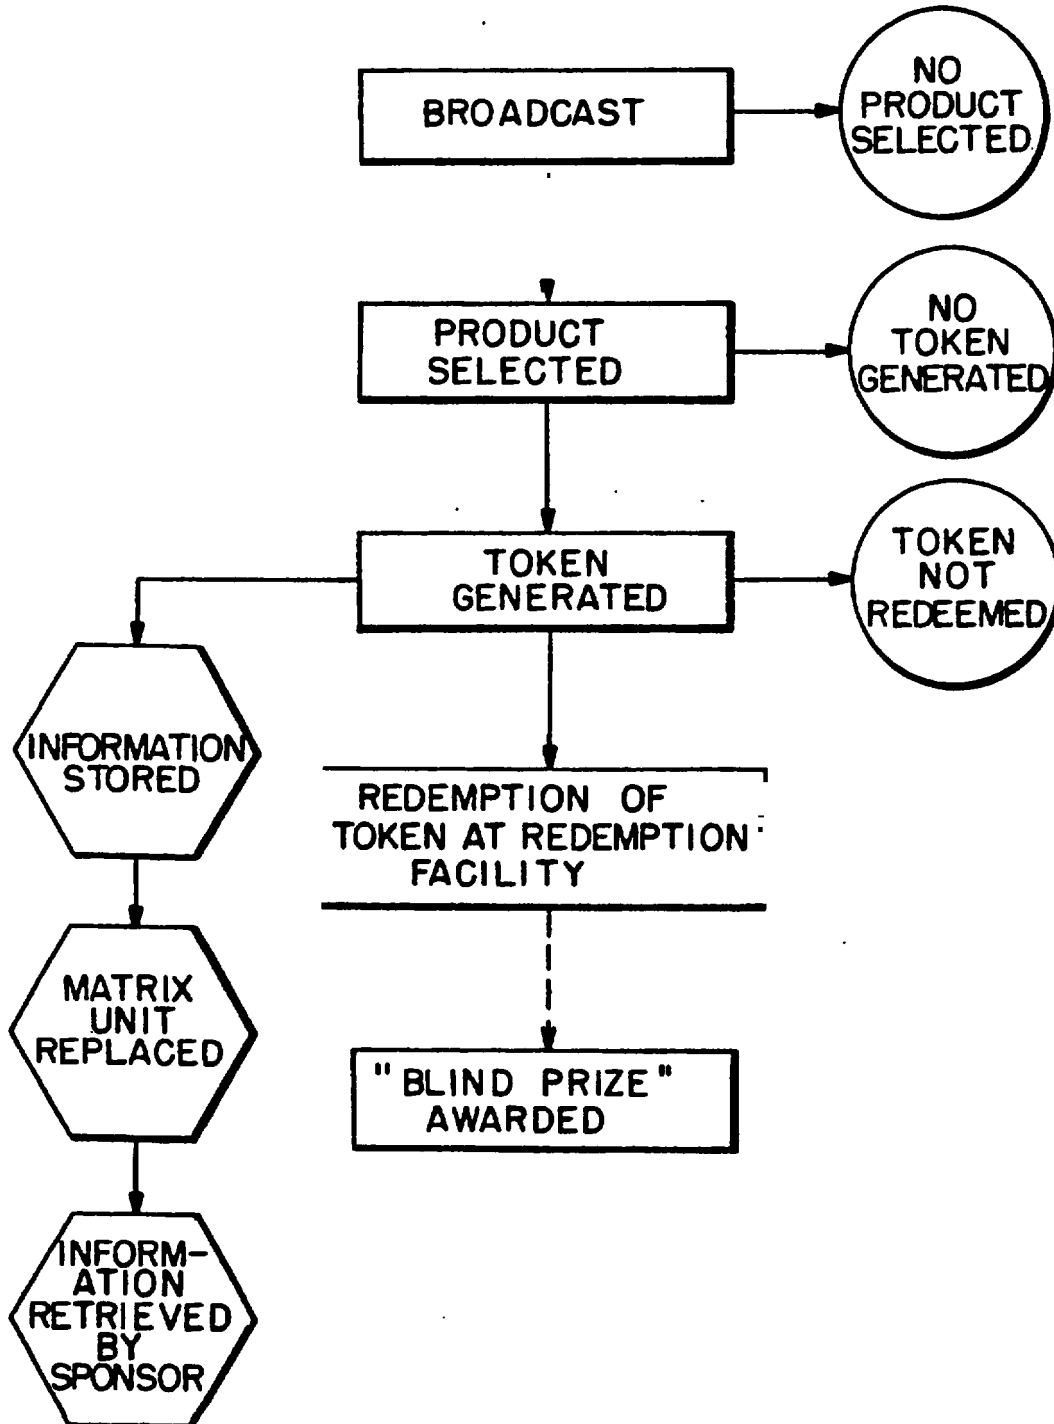 BROADCAST
NO
PRODUCT
SELECTED
PRODUCT
SELECTED
NO
TOKEN
GENERATED
TOKEN
GENERATED
TOKEN
NOT
REDEEMED
INFORMATION
STORED
REDEMPTION OF
TOKEN AT REDEMPTION
FACILITY
MATRIX
UNIT
REPLACED
"BLIND PRIZE"
AWARDED
INFORM-
ATION
RETRIEVED
BY
SPONSOR